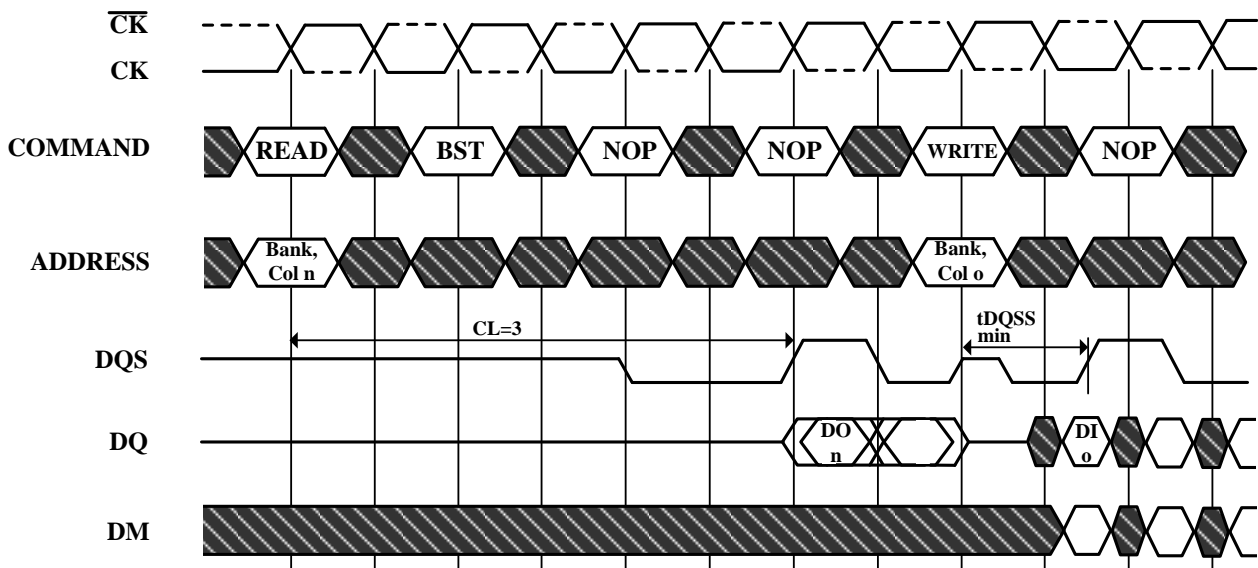 CK
CK
COMMAND
READ
BST
NOP
NOP
WRITE
NOP
ADDRESS
Bank,
Col n
Bank,
Col o
CL=3
tDQSS
min
DQS
DQ
DO
n
DI
o
DM